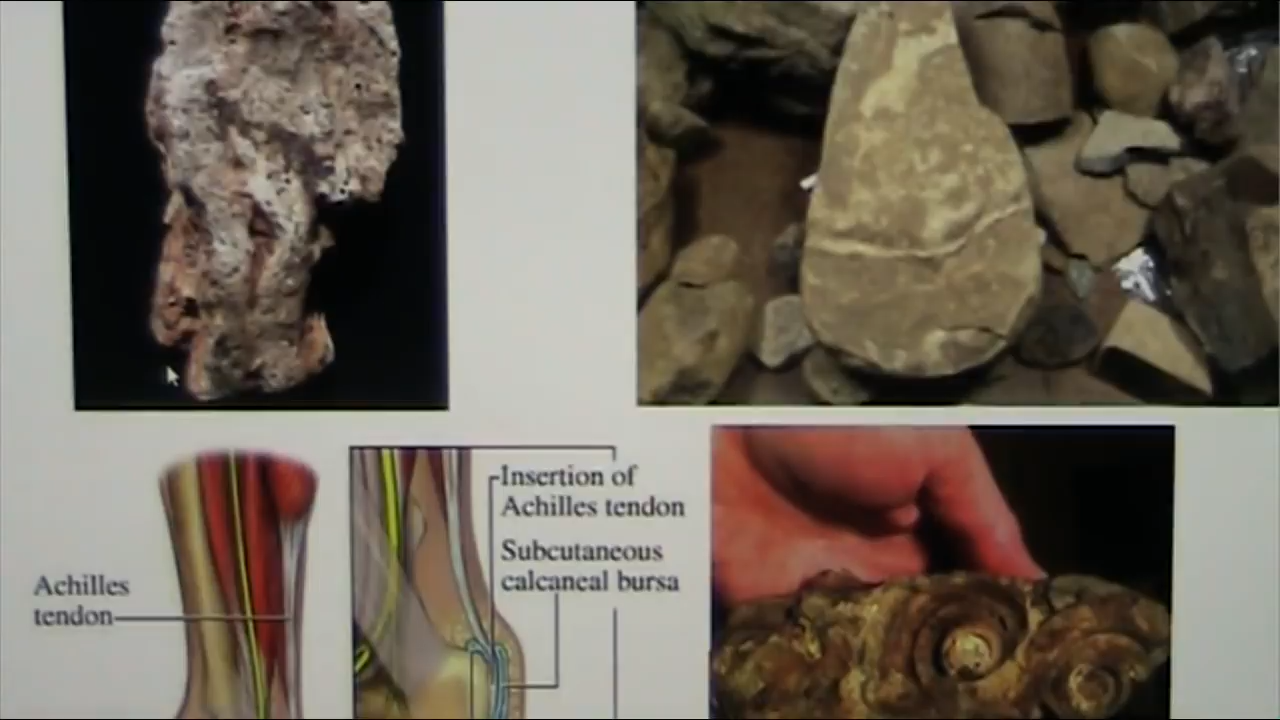 Insertion of
Achilles tendon
Subcutaneous
calcaneal bursa
Achilles
tendon